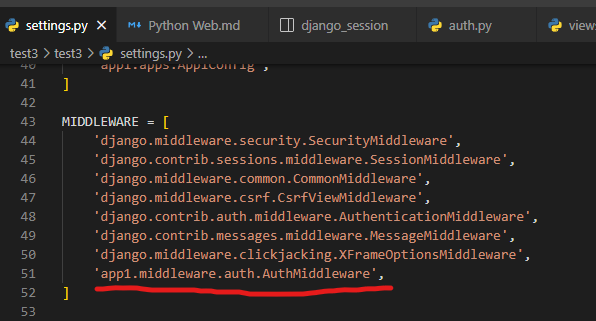 settings.py
Python Web.md
django_session
auth.py
views
test3 > test3 > settings.py > ...
40 'app1.apps.App1Config',
41 ]
42
43 MIDDLEWARE = [
44 'django.middleware.security.SecurityMiddleware',
45 'django.contrib.sessions.middleware.SessionMiddleware',
46 'django.middleware.common.CommonMiddleware',
47 'django.middleware.csrf.CsrfViewMiddleware',
48 'django.contrib.auth.middleware.AuthenticationMiddleware',
49 'django.contrib.messages.middleware.MessageMiddleware',
50 'django.middleware.clickjacking.XFrameOptionsMiddleware',
51 'app1.middleware.auth.AuthMiddleware',
52 ]
53